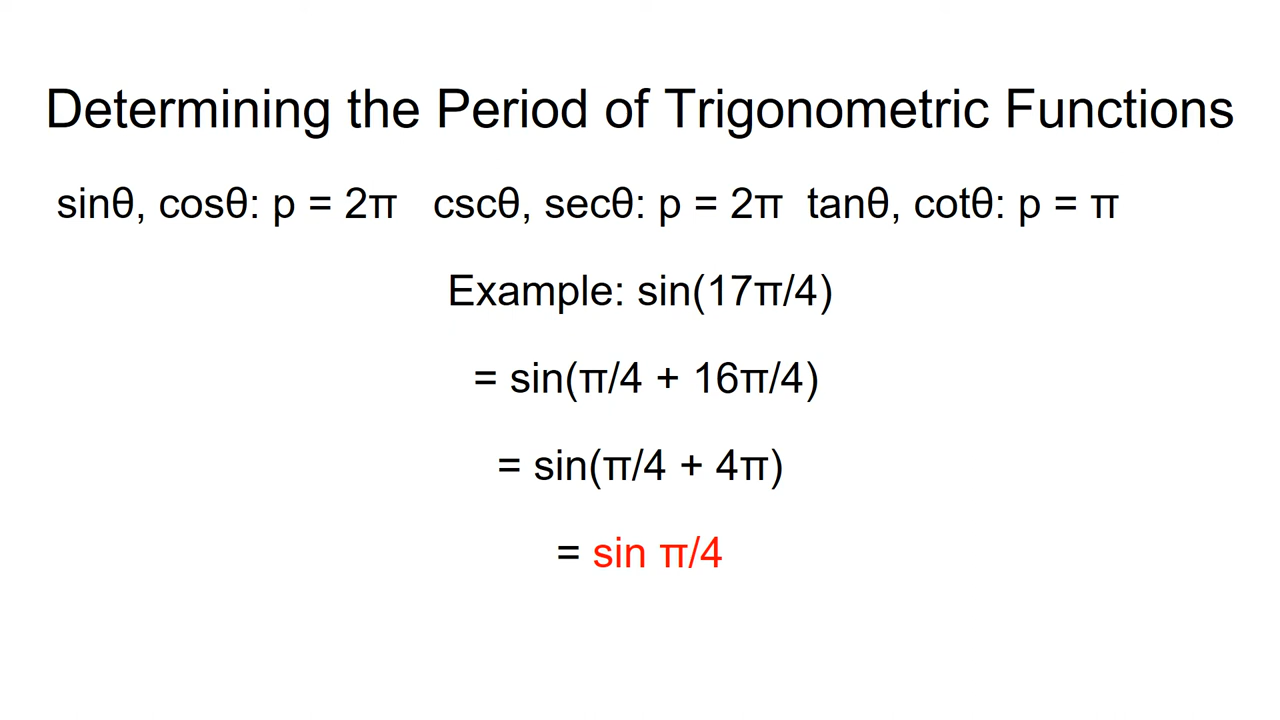 Determining the Period of Trigonometric Functions
sinθ, cosθ: p = 2π cscθ, secθ: p = 2π tanθ, cotθ: p = π
Example: sin(17π/4)
= sin(π/4 + 16π/4)
= sin(π/4 + 4π)
= sin π/4